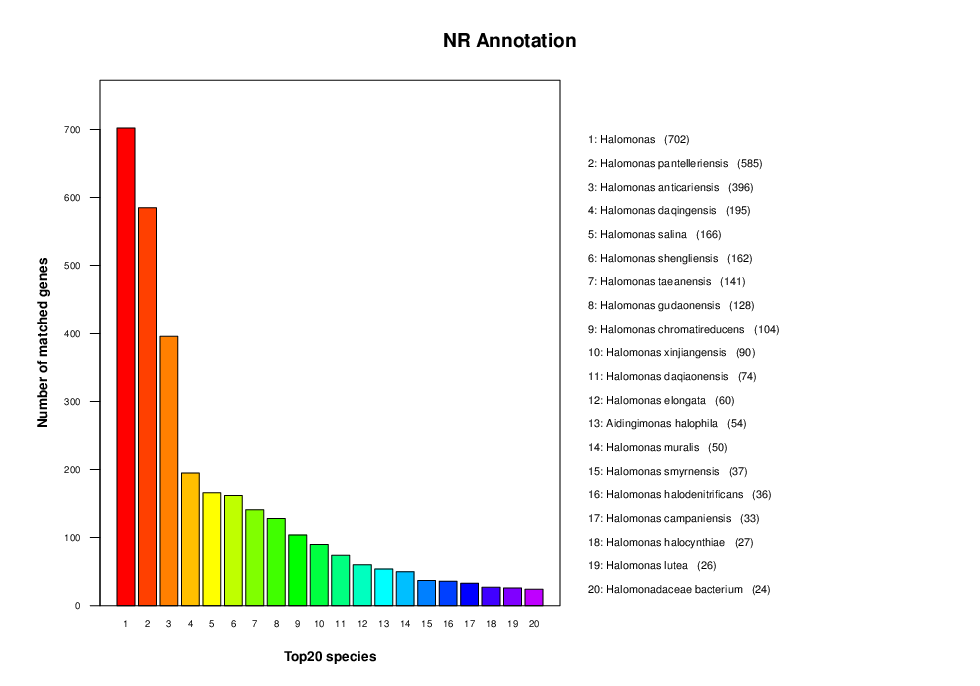 NR Annotation
Number of matched genes
700
600
500
400
300
200
100
0
1 2 3 4 5 6 7 8 9 10 11 12 13 14 15 16 17 18 19 20
Top20 species
1: Halomonas (702)
2: Halomonas pantelleriensis (585)
3: Halomonas anticariensis (396)
4: Halomonas daqingensis (195)
5: Halomonas salina (166)
6: Halomonas shengliensis (162)
7: Halomonas taeanensis (141)
8: Halomonas gudaonensis (128)
9: Halomonas chromatireducens (104)
10: Halomonas xinjiangensis (90)
11: Halomonas daqiaonensis (74)
12: Halomonas elongata (60)
13: Aidingimonas halophila (54)
14: Halomonas muralis (50)
15: Halomonas smyrnensis (37)
16: Halomonas halodenitrificans (36)
17: Halomonas campaniensis (33)
18: Halomonas halocynthiae (27)
19: Halomonas lutea (26)
20: Halomonadaceae bacterium (24)